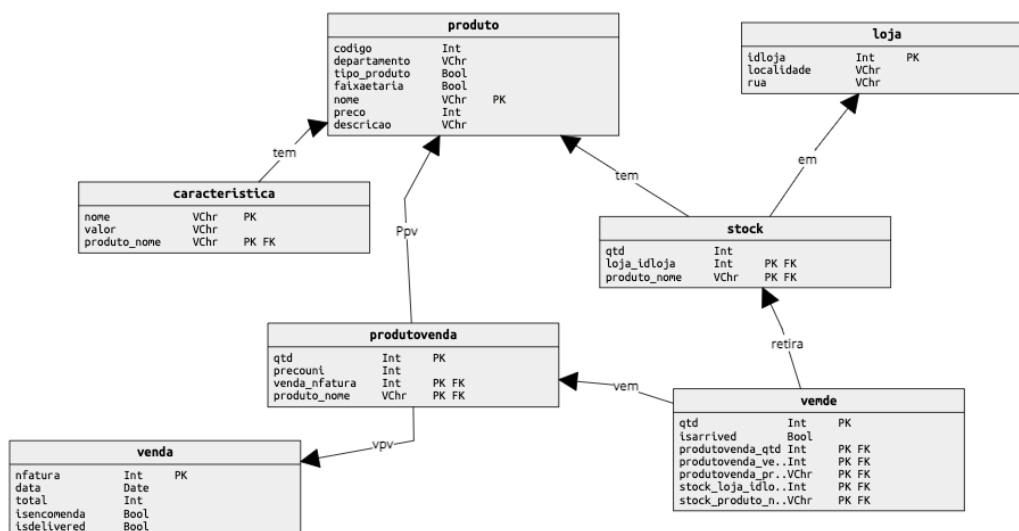 produto
codigo Int
departamento VChr
tipo_produto Bool
faixaetaria Bool
nome VChr PK
preco Int
descricao VChr
loja
idloja Int PK
localidade VChr
rua VChr
tem
tem
em
caracteristica
nome VChr PK
valor VChr
produto_nome VChr PK FK
stock
qtd Int
loja_idloja Int PK FK
produto_nome VChr PK FK
Ppv
retira
produtovenda
qtd Int PK
precouni Int
venda_nfatura Int PK FK
produto_nome VChr PK FK
vem
vemde
qtd Int PK
isarrived Bool
produtovenda_qtd Int PK FK
produtovenda_ve..Int PK FK
produtovenda_pr..VChr PK FK
stock_loja_idlo..Int PK FK
stock_produto_n..VChr PK FK
vpv
venda
nfatura Int PK
data Date
total Int
isencomenda Bool
isdelivered Bool